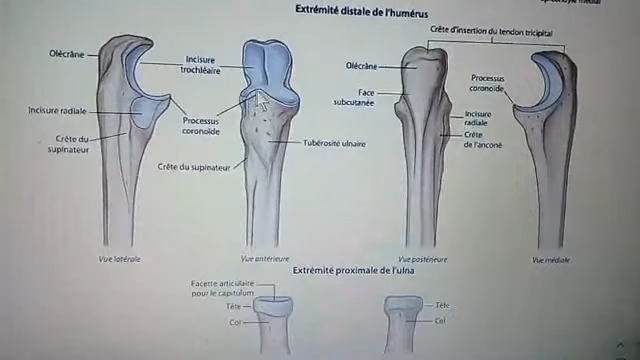 Extrémité distale de l'humérus
Crête d'insertion du tendon tricipital
Olécrâne
Incisure
trochléaire
Olécrâne
Processus
coronoïde
Face
subcutanée
Incisure radiale
Processus
coronoïde
Incisure
radiale
Crête du
supinateur
Crête
de l'anconé
Tubérosité ulnaire
Crête du supinateur
Vue latérale
Vue antérieure
Vue postérieure
Vue médiale
Extrémité proximale de l'ulna
Facette articulaire
pour le capitulum
Tête
Tête
Col
Col